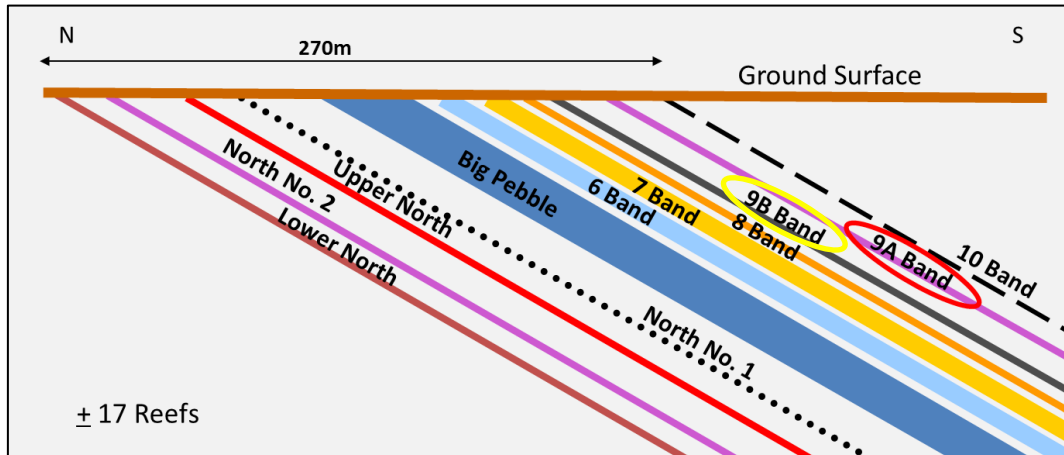 N
S
270m
Ground Surface
North No. 2
Lower North
Upper North
North No. 1
Big Pebble
6 Band
7 Band
8 Band
9B Band
9A Band
10 Band
± 17 Reefs